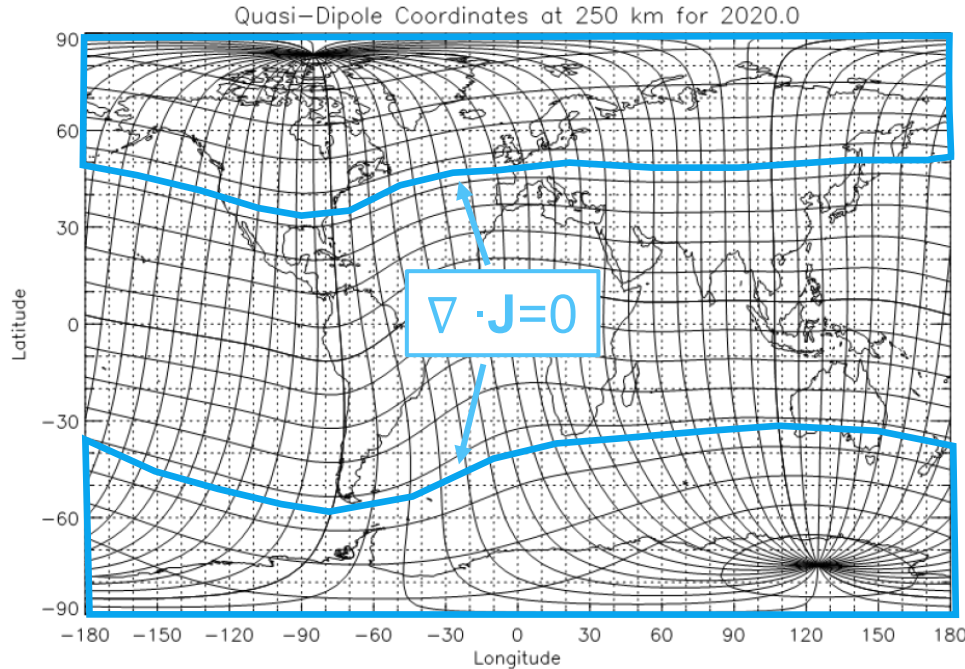 Quasi-Dipole Coordinates at 250 km for 2020.0
90
60
30
0
-30
-60
-90
Latitude
∇ ·J=0
-180 -150 -120 -90 -60 -30 0 30 60 90 120 150 180
Longitude